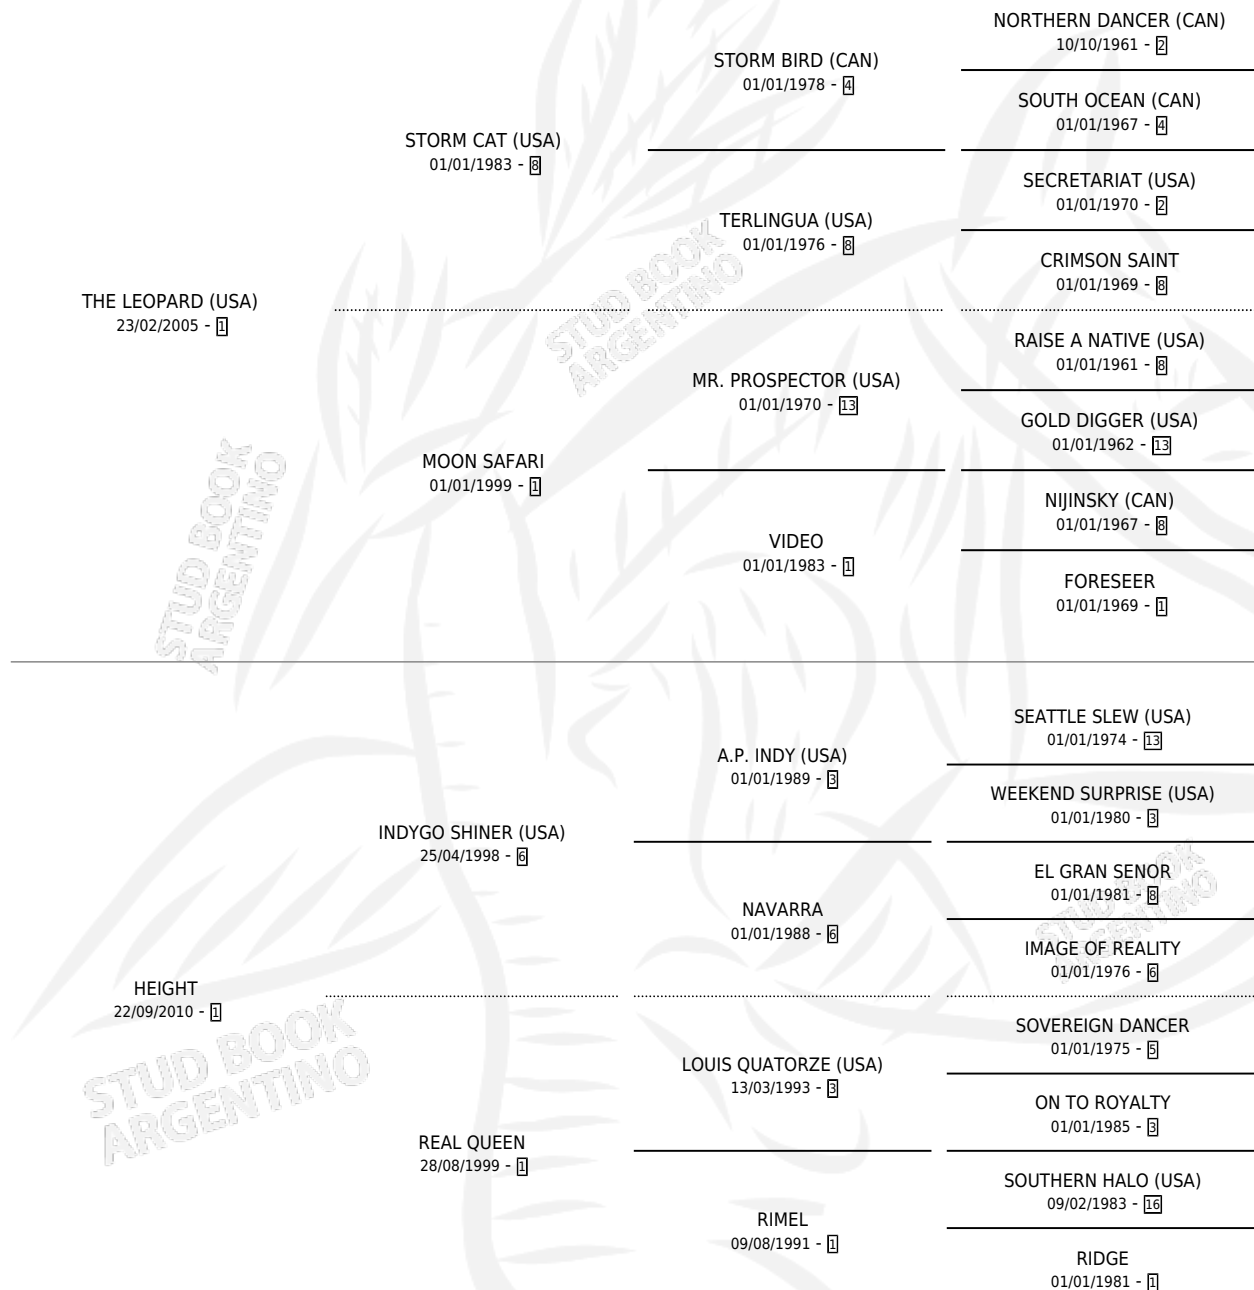 NORTHERN DANCER (CAN)
10/10/1961 - 2
STORM BIRD (CAN)
01/01/1978 - 4
SOUTH OCEAN (CAN)
01/01/1967 - 4
STORM CAT (USA)
01/01/1983 - 8
SECRETARIAT (USA)
01/01/1970 - 2
TERLINGUA (USA)
01/01/1976 - 8
CRIMSON SAINT
01/01/1969 - 8
THE LEOPARD (USA)
23/02/2005 - 1
STUD BOOK
ARGENTINO
RAISE A NATIVE (USA)
01/01/1961 - 8
MR. PROSPECTOR (USA)
01/01/1970 - 13
GOLD DIGGER (USA)
01/01/1962 - 13
MOON SAFARI
01/01/1999 - 1
NIJINSKY (CAN)
01/01/1967 - 8
VIDEO
01/01/1983 - 1
FORESEER
01/01/1969 - 1
STUD BOOK
ARGENTINO
SEATTLE SLEW (USA)
01/01/1974 - 13
A.P. INDY (USA)
01/01/1989 - 3
WEEKEND SURPRISE (USA)
01/01/1980 - 3
INDYGO SHINER (USA)
25/04/1998 - 6
EL GRAN SENOR
01/01/1981 - 8
STUD BOOK
ARGENTINO
NAVARRA
01/01/1988 - 6
IMAGE OF REALITY
01/01/1976 - 6
HEIGHT
22/09/2010 - 1
STUD BOOK
ARGENTINO
SOVEREIGN DANCER
01/01/1975 - 5
LOUIS QUATORZE (USA)
13/03/1993 - 3
ON TO ROYALTY
01/01/1985 - 3
REAL QUEEN
28/08/1999 - 1
SOUTHERN HALO (USA)
09/02/1983 - 16
RIMEL
09/08/1991 - 1
RIDGE
01/01/1981 - 1